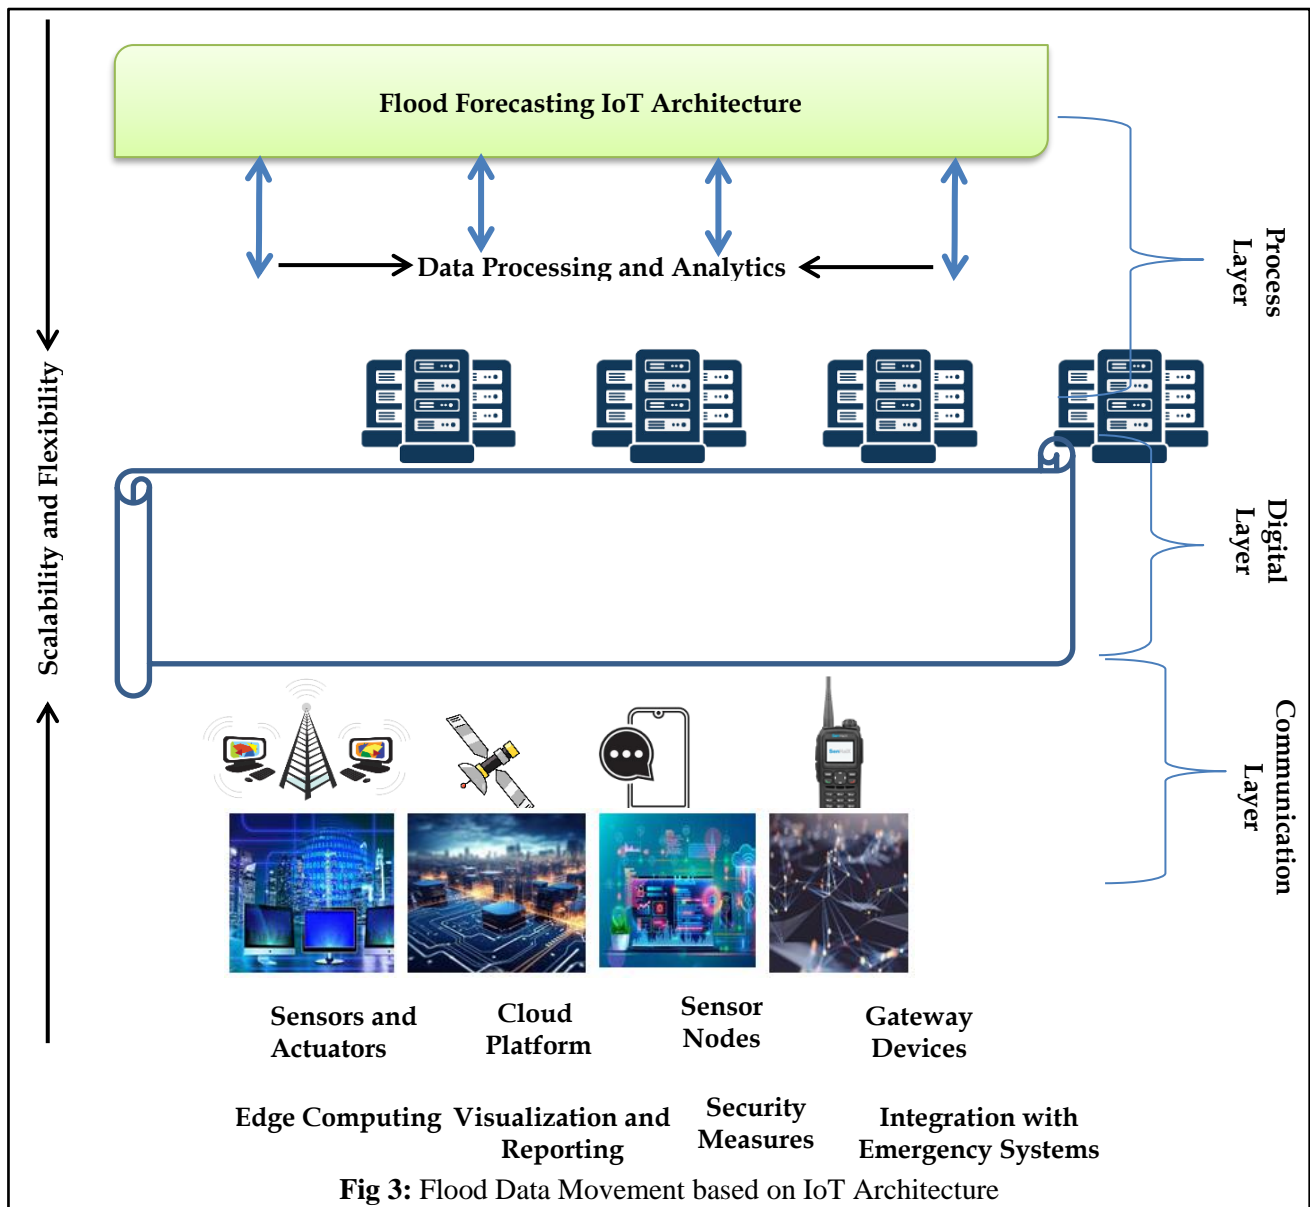 Flood Forecasting IoT Architecture
Data Processing and Analytics
Process
Layer
Scalability and Flexibility
Digital
Layer
Communication
Layer
Sensors and
Actuators
Cloud
Platform
Sensor
Nodes
Gateway
Devices
Edge Computing
Visualization and
Reporting
Security
Measures
Integration with
Emergency Systems
Fig 3: Flood Data Movement based on IoT Architecture